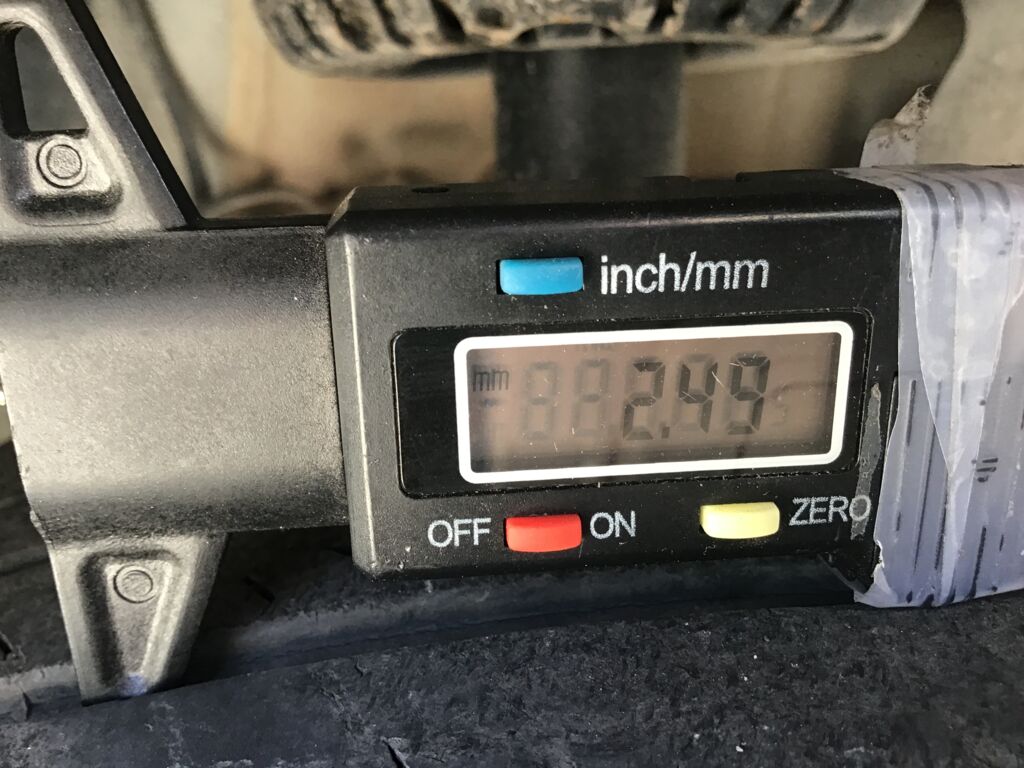 inch/mm
mm 2.49
OFF ON ZERO